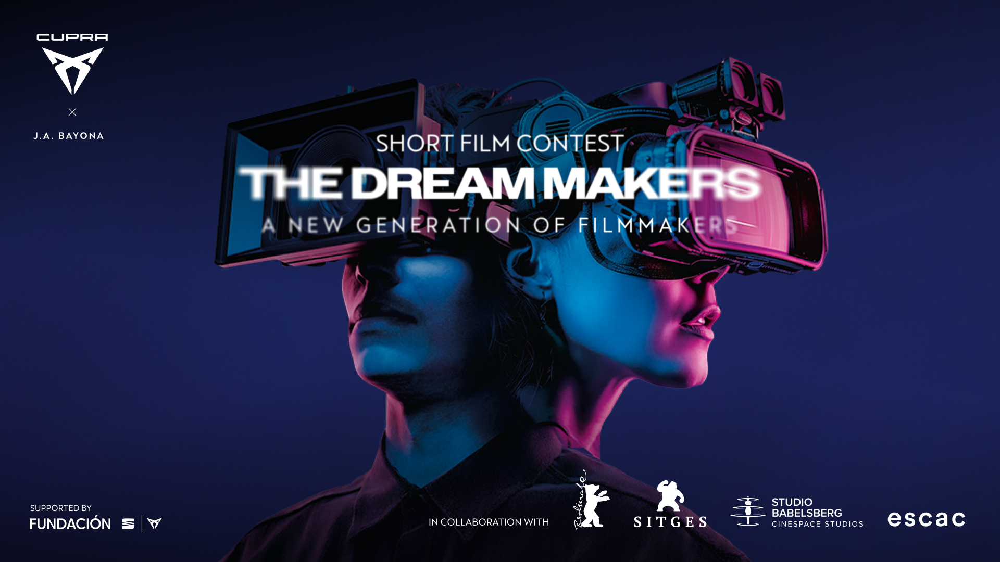 CUPRA
×
J.A. BAYONA
SHORT FILM CONTEST
THE DREAM MAKERS
A NEW GENERATION OF FILMMAKERS
SUPPORTED BY
FUNDACIÓN
IN COLLABORATION WITH
Berlinale
SITGES
STUDIO
BABELSBERG
CINESPACE STUDIOS
escac